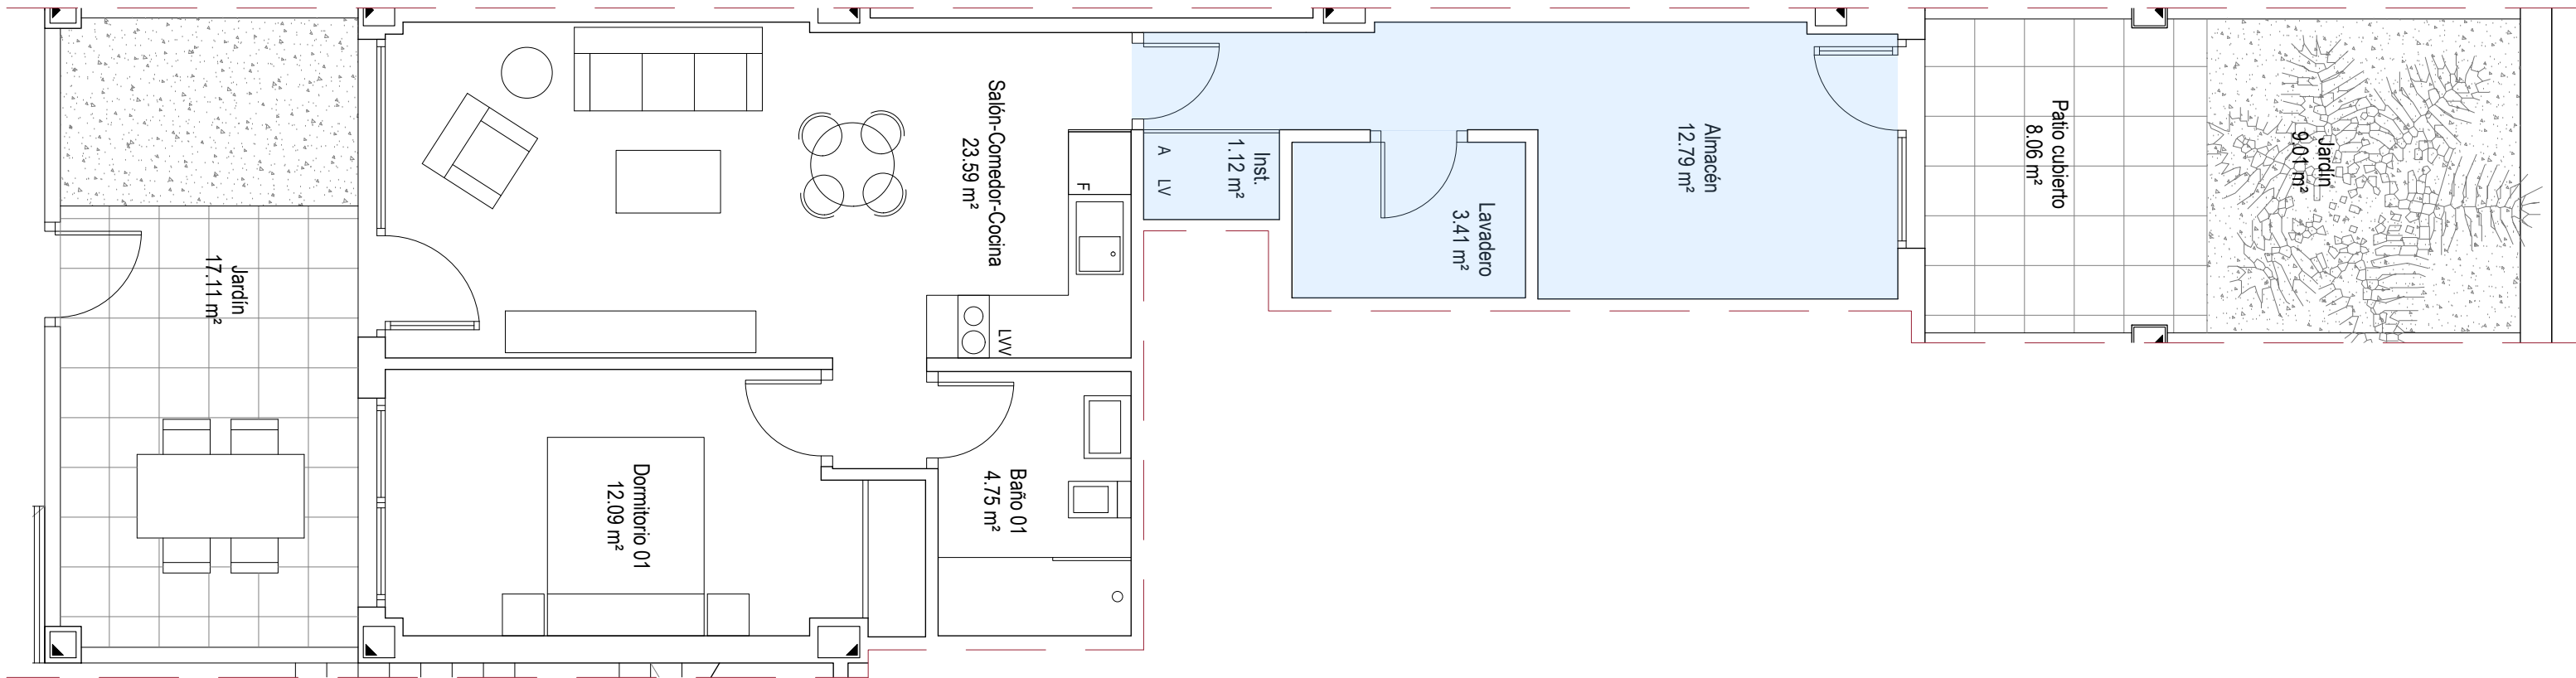 Jardín
17.11 m²
Salón-Comedor-Cocina
23.59 m²
F
LVV
Dormitorio 01
12.09 m²
Baño 01
4.75 m²
A
LV
Inst.
1.12 m²
Lavadero
3.41 m²
Almacén
12.79 m²
Patio cubierto
8.06 m²
Jardín
9.01 m²